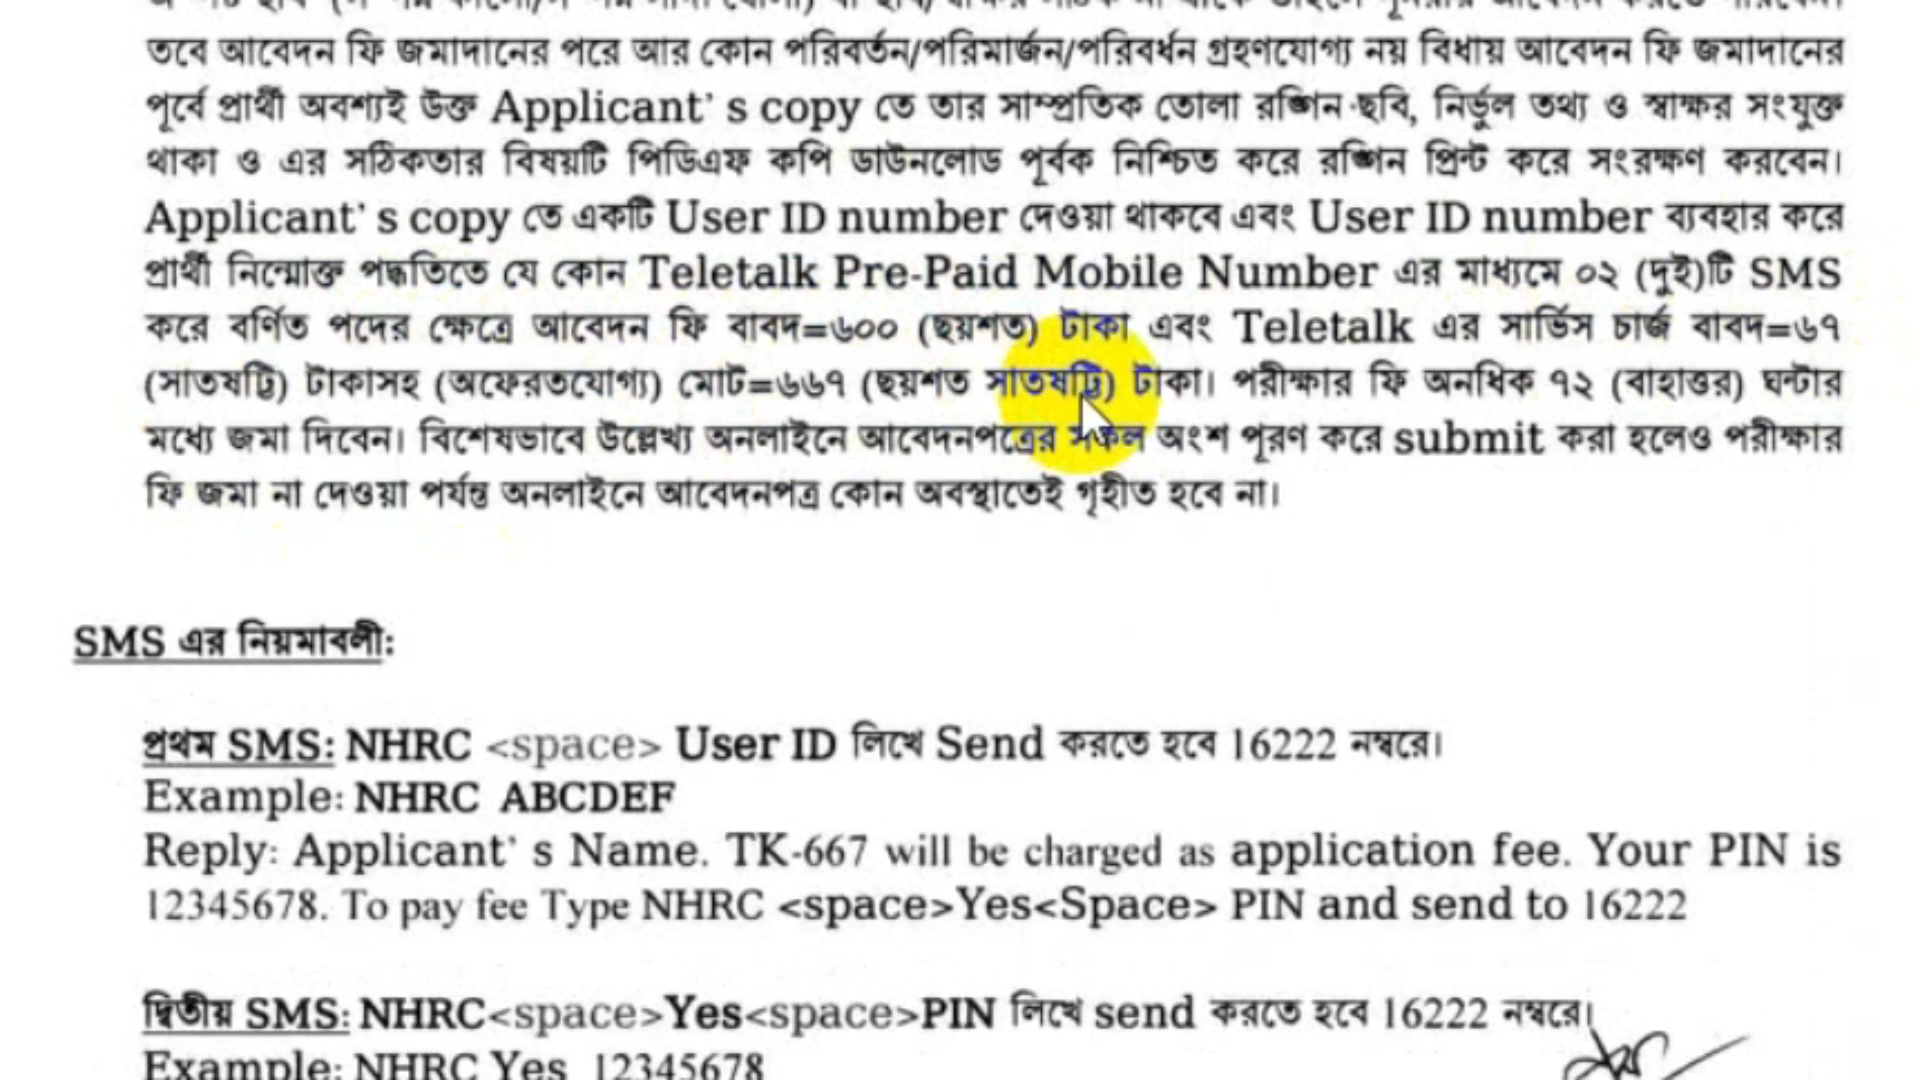 তবে আবেদন ফি জমাদানের পরে আর কোন পরিবর্তন/পরিমার্জন/পরিবর্ধন গ্রহণযোগ্য নয় বিধায় আবেদন ফি জমাদানের
পূর্বে প্রার্থী অবশ্যই উক্ত Applicant's copy তে তার সাম্প্রতিক তোলা রঙ্গিন ছবি, নির্ভুল তথ্য ও স্বাক্ষর সংযুক্ত
থাকা ও এর সঠিকতার বিষয়টি পিডিএফ কপি ডাউনলোড পূর্বক নিশ্চিত করে রঙ্গিন প্রিন্ট করে সংরক্ষণ করবেন।
Applicant's copy তে একটি User ID number দেওয়া থাকবে এবং User ID number ব্যবহার করে
প্রার্থী নিম্মোক্ত পদ্ধতিতে যে কোন Teletalk Pre-Paid Mobile Number এর মাধ্যমে ০২ (দুই)টি SMS
করে বর্ণিত পদের ক্ষেত্রে আবেদন ফি বাবদ=৬০০ (ছয়শত) টাকা এবং Teletalk এর সার্ভিস চার্জ বাবদ=৬৭
(সাতষট্টি) টাকাসহ (অফেরতযোগ্য) মোট=৬৬৭ (ছয়শত সাতষট্টি) টাকা। পরীক্ষার ফি অনধিক ৭২ (বাহাত্তর) ঘন্টার
মধ্যে জমা দিবেন। বিশেষভাবে উল্লেখ্য অনলাইনে আবেদনপত্রের সকল অংশ পূরণ করে submit করা হলেও পরীক্ষার
ফি জমা না দেওয়া পর্যন্ত অনলাইনে আবেদনপত্র কোন অবস্থাতেই গৃহীত হবে না।
SMS এর নিয়মাবলী:
প্রথম SMS: NHRC <space> User ID লিখে Send করতে হবে 16222 নম্বরে।
Example: NHRC ABCDEF
Reply: Applicant's Name. TK-667 will be charged as application fee. Your PIN is
12345678. To pay fee Type NHRC <space>Yes<Space> PIN and send to 16222
দ্বিতীয় SMS: NHRC<space>Yes<space>PIN লিখে send করতে হবে 16222 নম্বরে।
Example: NHRC Yes 12345678